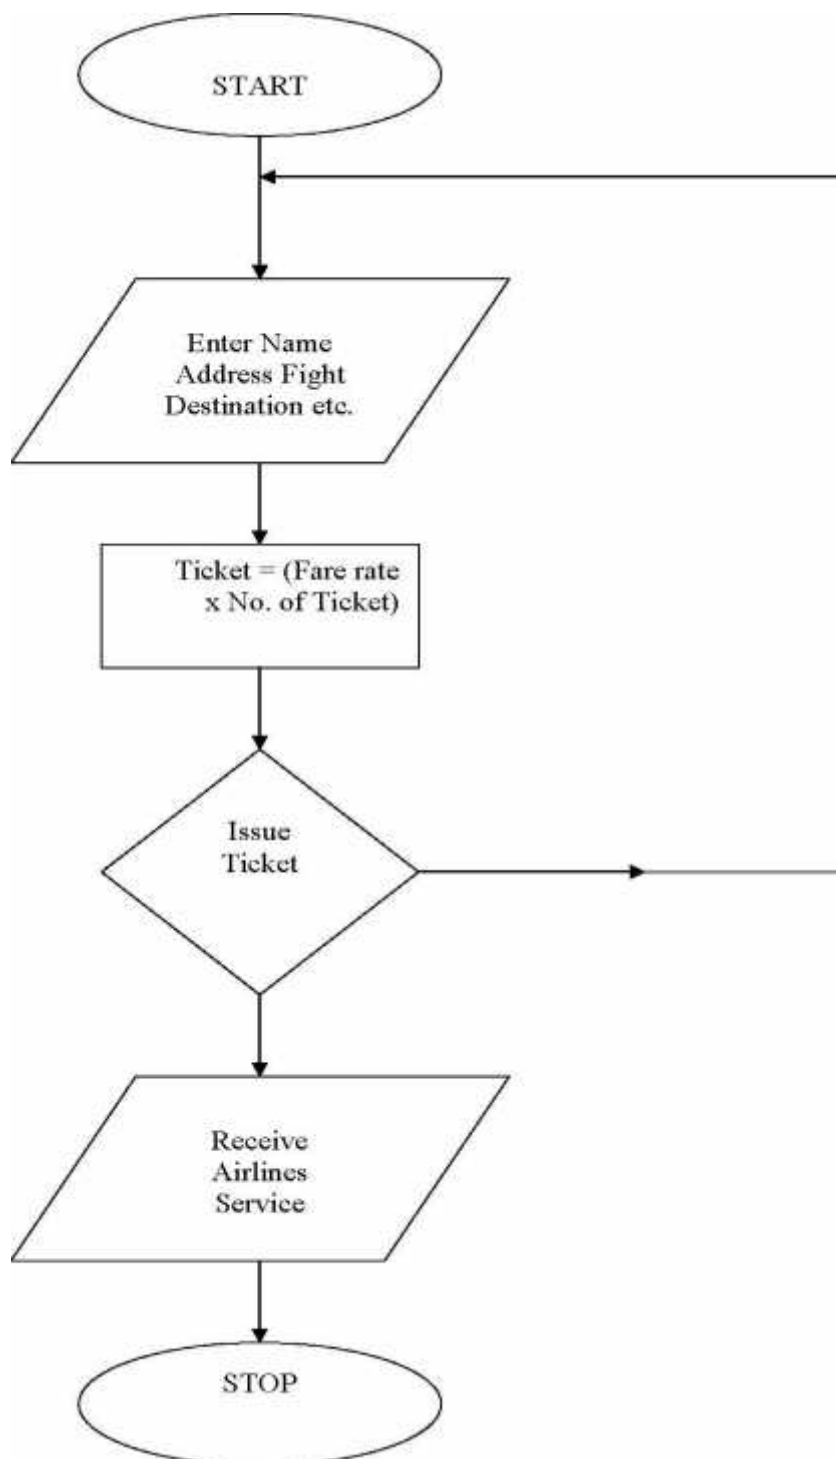 START
Enter Name
Address Fight
Destination etc.
Ticket = (Fare rate
x No. of Ticket)
Issue
Ticket
Receive
Airlines
Service
STOP